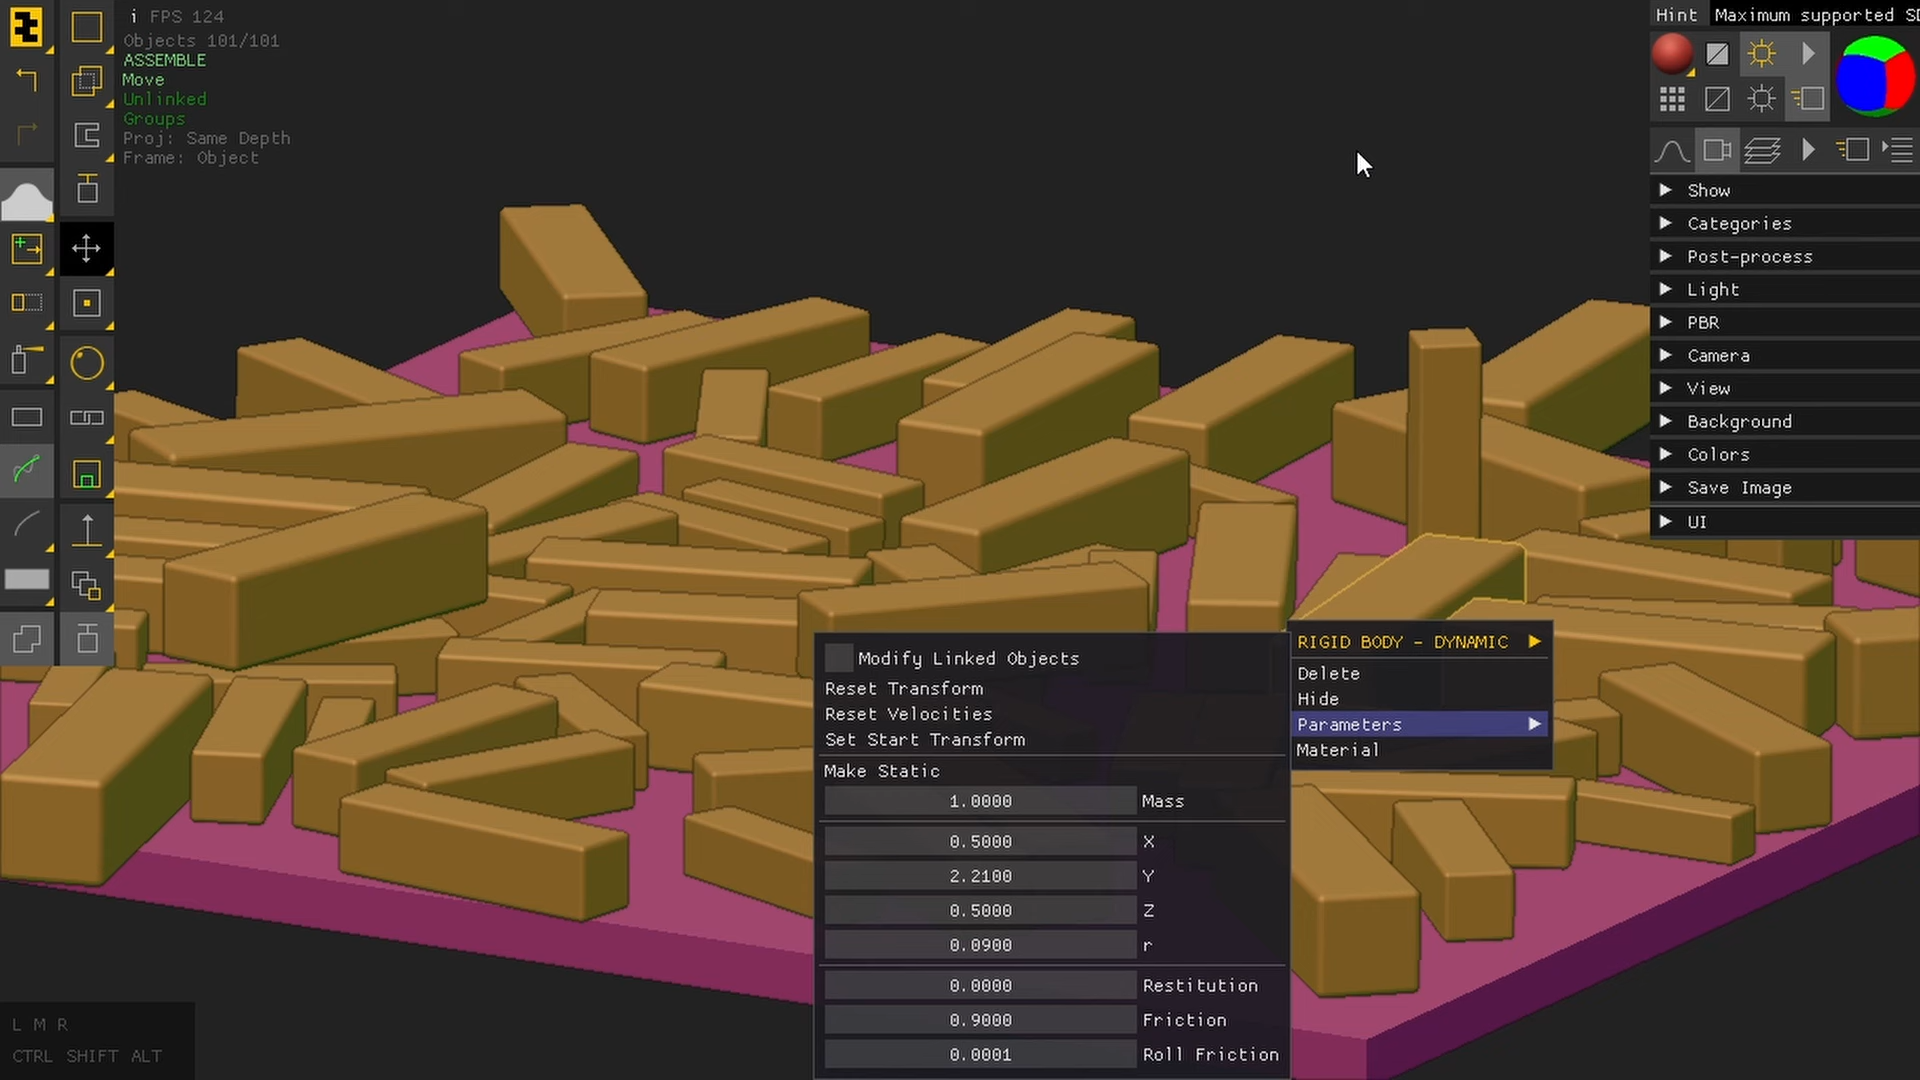 i FPS 124
Objects 101/101
ASSEMBLE
Move
Unlinked
Groups
Proj: Same Depth
Frame: Object
Hint Maximum supported SD
Show
Categories
Post-process
Light
PBR
Camera
View
Background
Colors
Save Image
UI
RIGID BODY - DYNAMIC
Delete
Hide
Parameters
Material
Modify Linked Objects
Reset Transform
Reset Velocities
Set Start Transform
Make Static
1.0000 Mass
0.5000 X
2.2100 Y
0.5000 Z
0.0900 r
0.0000 Restitution
0.9000 Friction
0.0001 Roll Friction
L M R
CTRL SHIFT ALT